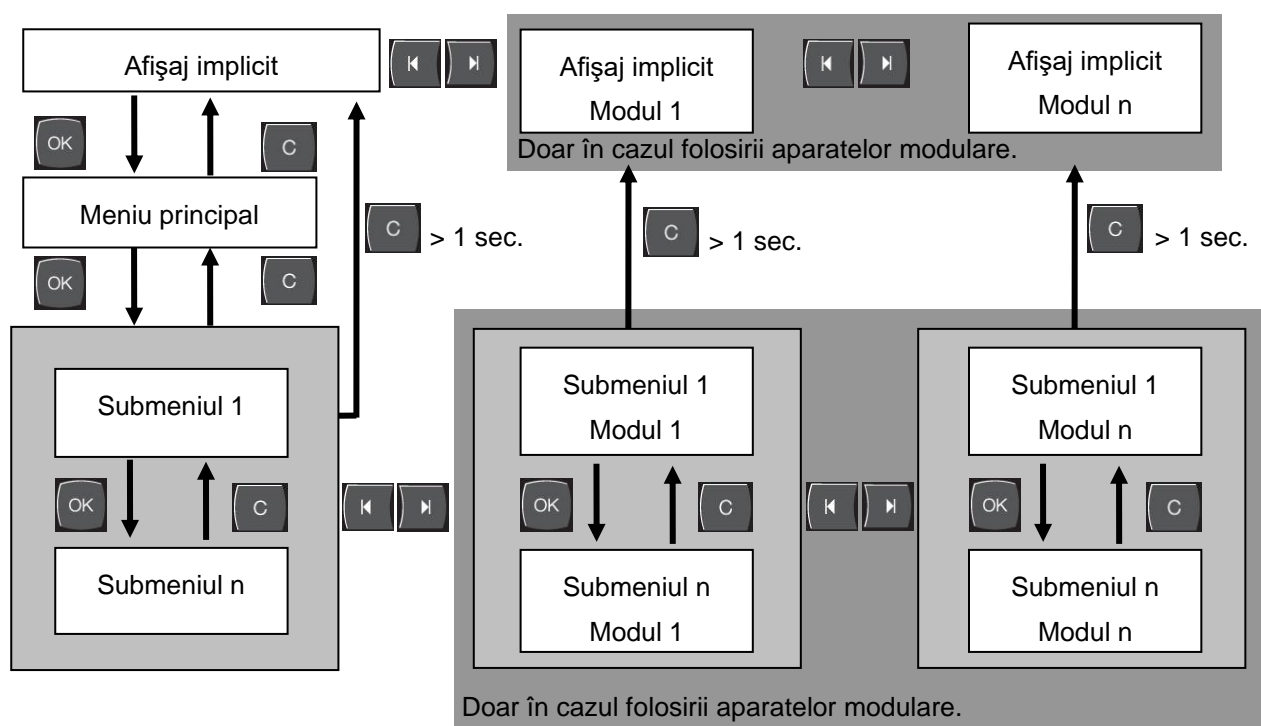 Afişaj implicit
Afişaj implicit
Modul 1
Afişaj implicit
Modul n
Doar în cazul folosirii aparatelor modulare.
OK
C
Meniu principal
C
> 1 sec.
C
> 1 sec.
C
> 1 sec.
OK
C
Submeniul 1
Submeniul 1
Modul 1
Submeniul 1
Modul n
OK
C
OK
C
OK
C
Submeniul n
Submeniul n
Modul 1
Submeniul n
Modul n
Doar în cazul folosirii aparatelor modulare.